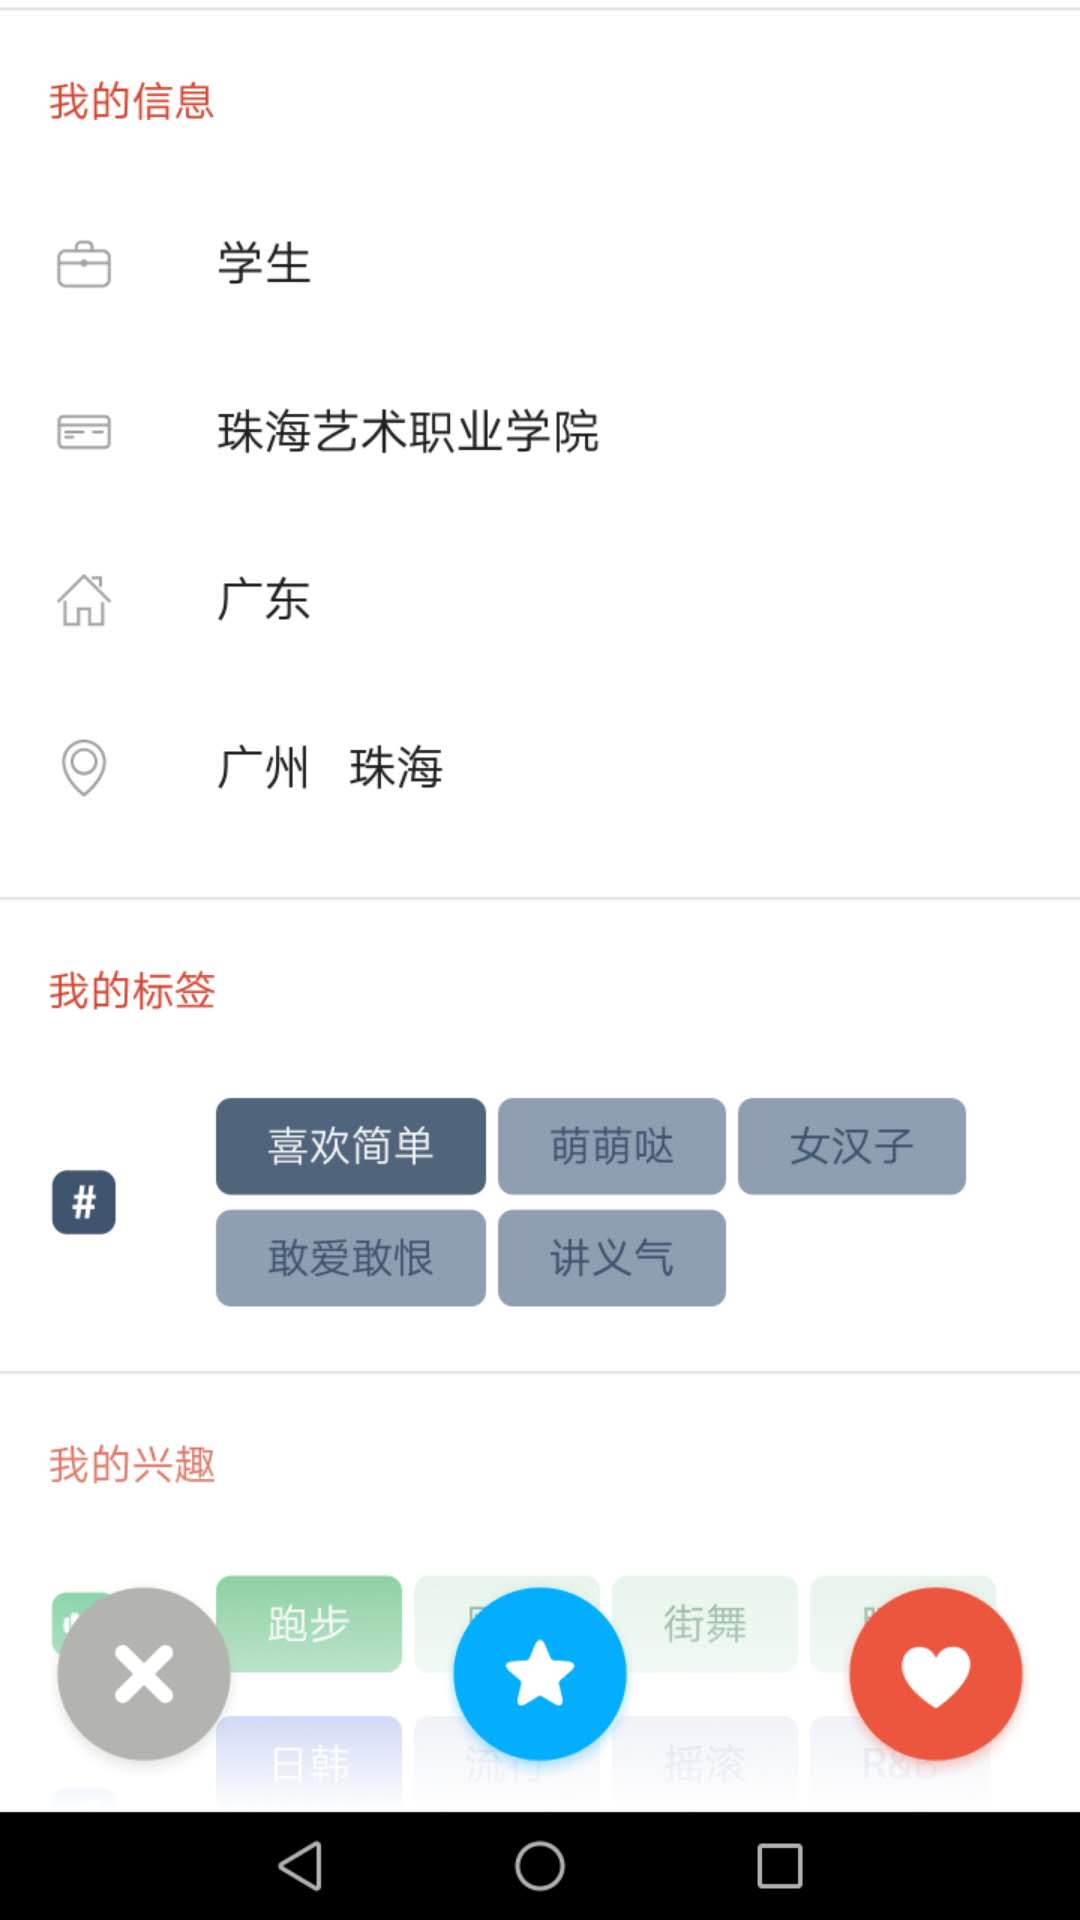 我的信息
学生
珠海艺术职业学院
广东
广州 珠海
我的标签
喜欢简单 萌萌哒 女汉子
# 敢爱敢恨 讲义气
我的兴趣
跑步 街舞
日韩 流行 摇滚 R&B